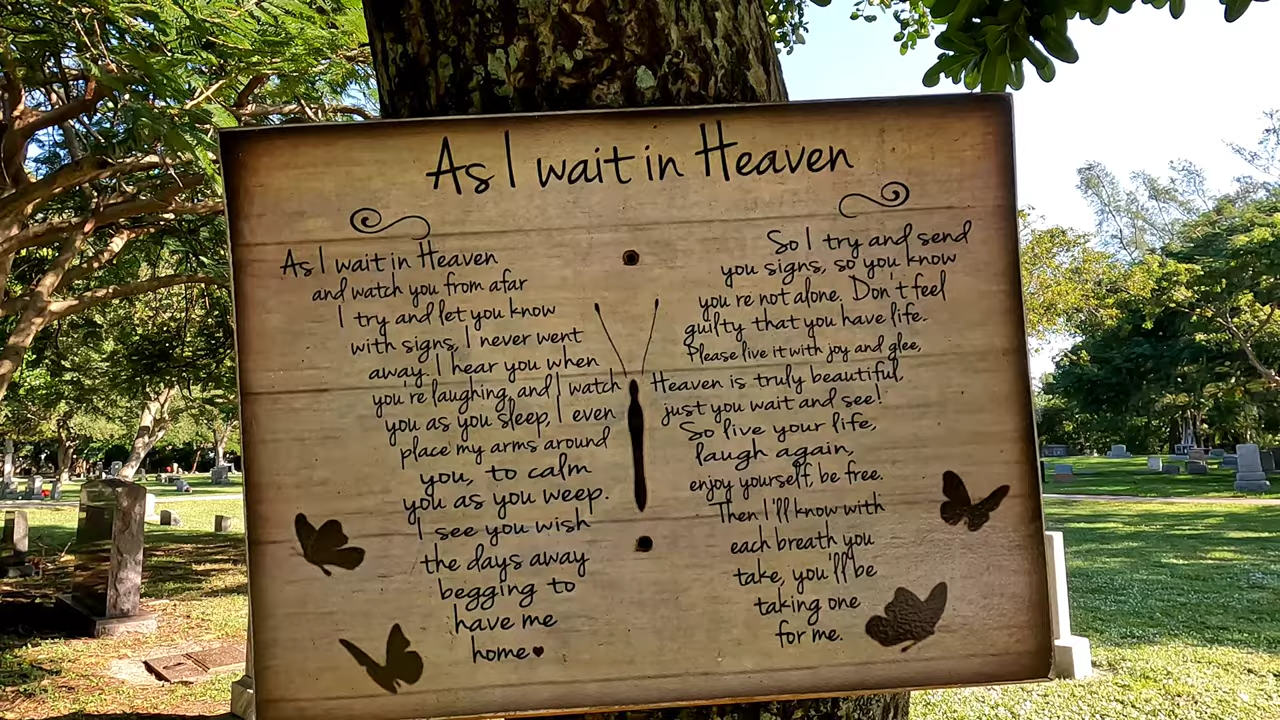 As I wait in Heaven
As I wait in Heaven
and watch you from afar
I try and let you know
with signs, I never went
away. I hear you when
you're laughing, and I watch
you as you sleep, I even
place my arms around
you, to calm
you as you weep.
I see you wish
the days away
begging to
have me
home♥
So I try and send
you signs, so you know
you re not alone. Don't feel
guilty that you have life.
Please live it with joy and glee,
Heaven is truly beautiful,
just you wait and see!
So live your life,
laugh again,
enjoy yourself, be free.
Then I'll know with
each breath you
take, you'll be
taking one
for me.